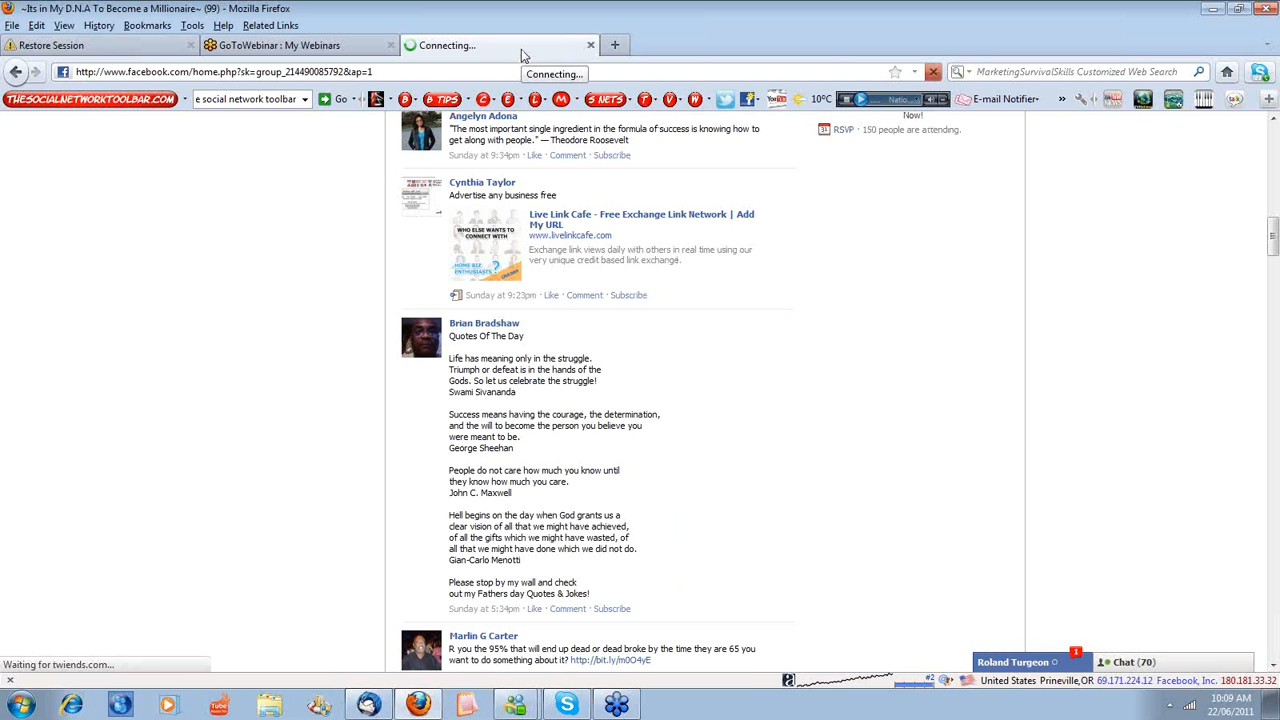 ~Its in My D.N.A To Become a Millionaire~ (99) - Mozilla Firefox
File Edit View History Bookmarks Tools Help Related Links
Restore Session
GoToWebinar : My Webinars
Connecting...
http://www.facebook.com/home.php?sk=group_214490085792&ap=1
Connecting...
MarketingSurvivalSkills Customized Web Search
THESOCIALNETWORKTOOLBAR.COM
e social network toolbar
Go
B B TIPS C E L M S NETS T V W
10°C
Natio
E-mail Notifier
Angelyn Adona
"The most important single ingredient in the formula of success is knowing how to
get along with people." — Theodore Roosevelt
Sunday at 9:34pm · Like · Comment · Subscribe
Now!
31 RSVP · 150 people are attending.
Cynthia Taylor
Advertise any business free
WHO ELSE WANTS TO
CONNECT WITH
HOME BIZ
ENTHUSIASTS ?
Live Link Cafe - Free Exchange Link Network | Add
My URL
www.livelinkcafe.com
Exchange link views daily with others in real time using our
very unique credit based link exchange.
Sunday at 9:23pm · Like · Comment · Subscribe
Brian Bradshaw
Quotes Of The Day
Life has meaning only in the struggle.
Triumph or defeat is in the hands of the
Gods. So let us celebrate the struggle!
Swami Sivananda
Success means having the courage, the determination,
and the will to become the person you believe you
were meant to be.
George Sheehan
People do not care how much you know until
they know how much you care.
John C. Maxwell
Hell begins on the day when God grants us a
clear vision of all that we might have achieved,
of all the gifts which we might have wasted, of
all that we might have done which we did not do.
Gian-Carlo Menotti
Please stop by my wall and check
out my Fathers day Quotes & Jokes!
Sunday at 5:34pm · Like · Comment · Subscribe
Marlin G Carter
R you the 95% that will end up dead or dead broke by the time they are 65 you
want to do something about it? http://bit.ly/m0O4yE
Waiting for twiends.com...
Roland Turgeon
1
Chat (70)
#2
United States Prineville,OR 69.171.224.12 Facebook, Inc. 180.181.33.32
10:09 AM
22/06/2011